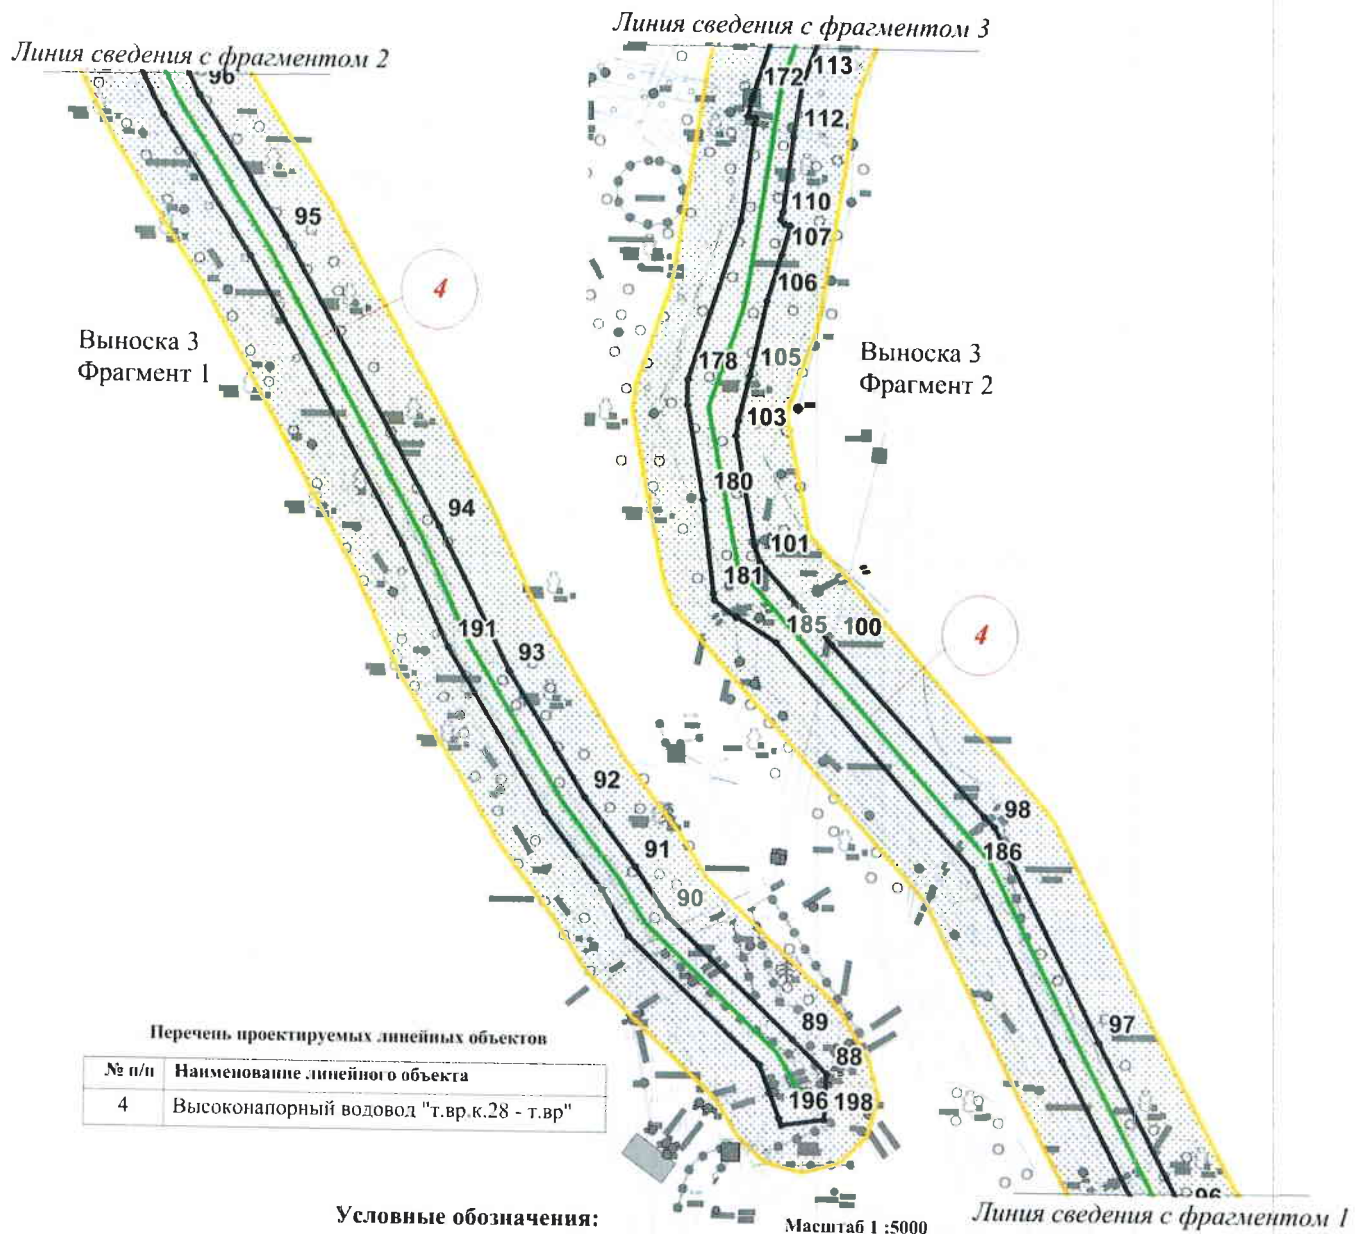 Линия сведения с фрагментом 3
Линия сведения с фрагментом 2
96
172
113
112
95
110
107
4
106
Выноска 3
Фрагмент 1
178
105
Выноска 3
Фрагмент 2
103
180
94
101
181
191
185
100
4
93
92
98
91
186
90
89
97
88
Перечень проектируемых линейных объектов
№ п/п Наименование линейного объекта
4 Высоконапорный водовод "т.вр.к.28 - т.вр"
196
198
96
Условные обозначения:
Масштаб 1 :5000
Линия сведения с фрагментом 1